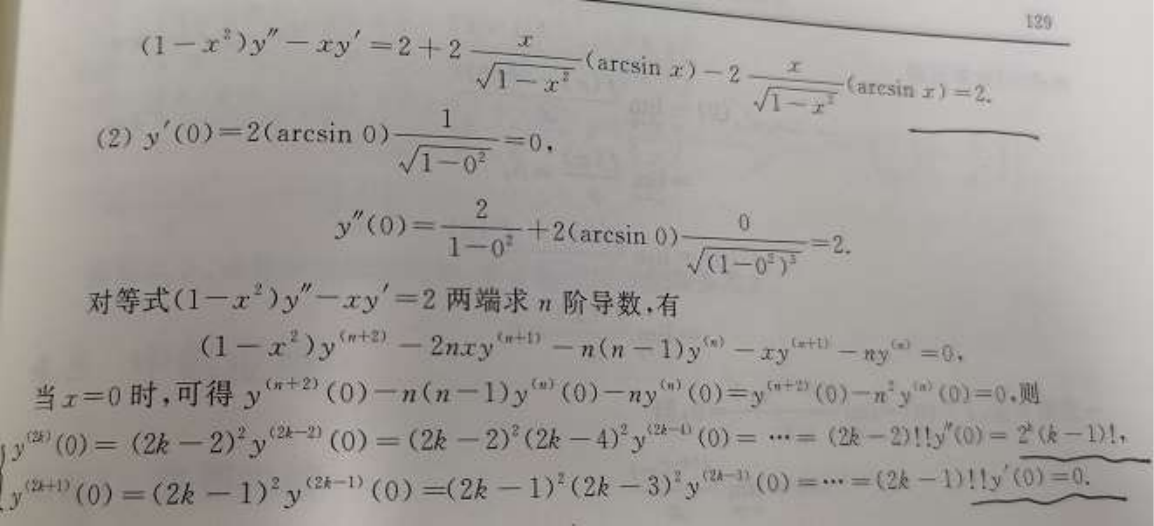 129
(1-x²)y″-xy′=2+2 x/√(1-x²) (arcsin x)-2 x/√(1-x²) (arcsin x)=2.
(2) y′(0)=2(arcsin 0) 1/√(1-0²) =0,
y″(0)= 2/(1-0²) +2(arcsin 0) 0/√((1-0²)³) =2.
对等式(1-x²)y″-xy′=2 两端求 n 阶导数,有
(1-x²)y⁽ⁿ⁺²⁾-2nxy⁽ⁿ⁺¹⁾-n(n-1)y⁽ⁿ⁾-xy⁽ⁿ⁺¹⁾-ny⁽ⁿ⁾=0,
当 x=0 时,可得 y⁽ⁿ⁺²⁾(0)-n(n-1)y⁽ⁿ⁾(0)-ny⁽ⁿ⁾(0)=y⁽ⁿ⁺²⁾(0)-n²y⁽ⁿ⁾(0)=0,则
y^(2k)(0)=(2k-2)²y^(2k-2)(0)=(2k-2)²(2k-4)²y^(2k-4)(0)=…=(2k-2)!!y″(0)=2^k(k-1)!,
y^(2k+1)(0)=(2k-1)²y^(2k-1)(0)=(2k-1)²(2k-3)²y^(2k-3)(0)=…=(2k-1)!!y′(0)=0.